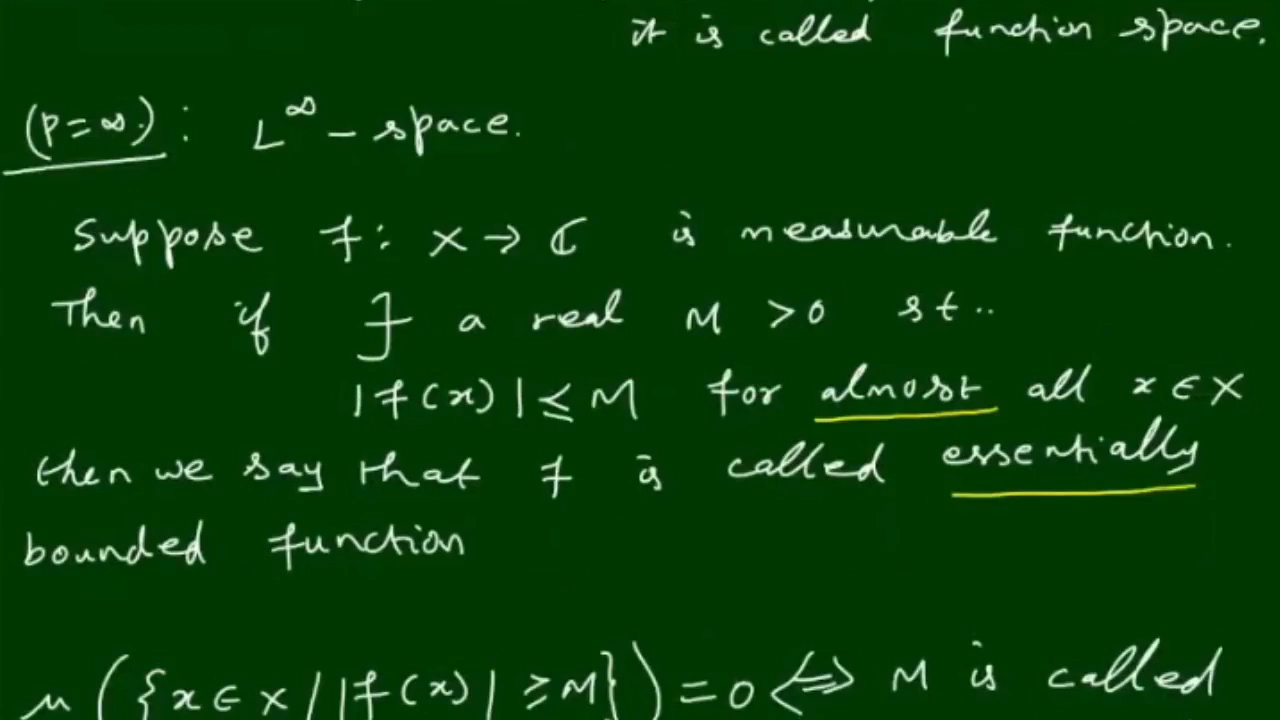 it is called function space.
(p=∞.) : L^∞ - space.
Suppose f: X → ℂ is measurable function.
Then if ∃ a real M >0 st..
|f(x)| ≤ M for almost all x ∈ X
then we say that f is called essentially
bounded function
μ({x ∈ X / |f(x)| ≥ M}) = 0 ⇔ M is called